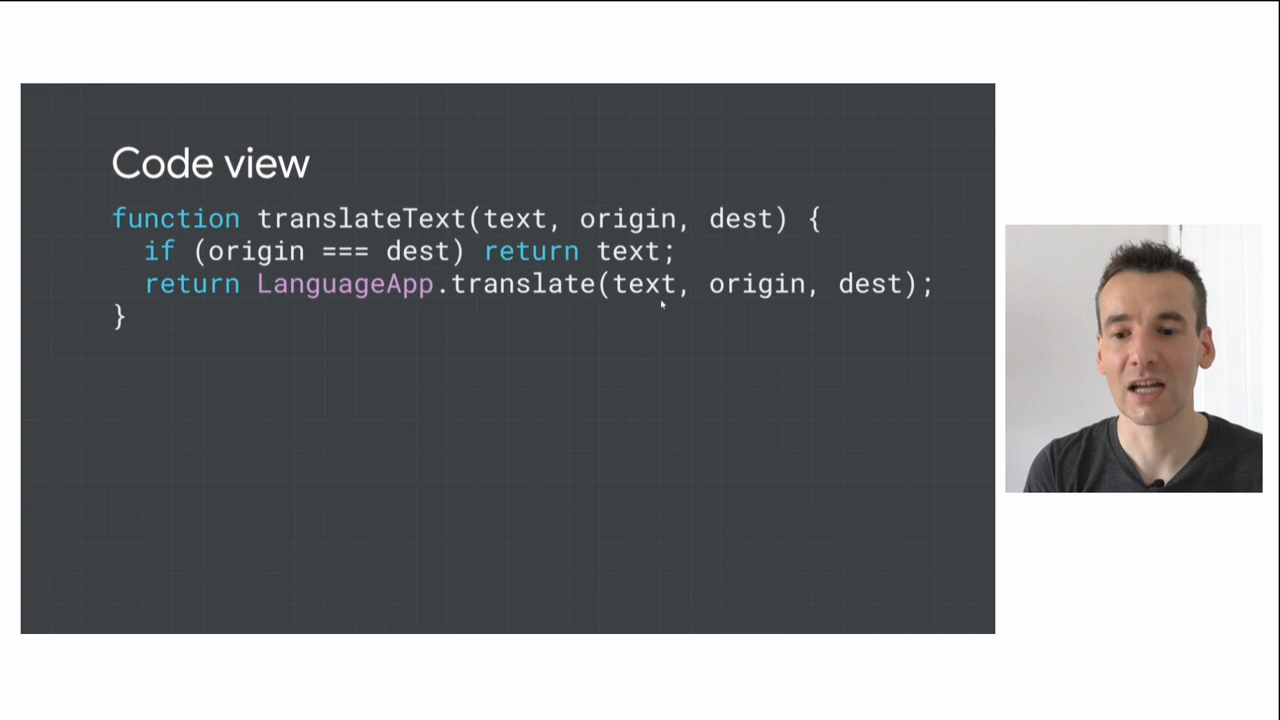 Code view
function translateText(text, origin, dest) {
  if (origin === dest) return text;
  return LanguageApp.translate(text, origin, dest);
}